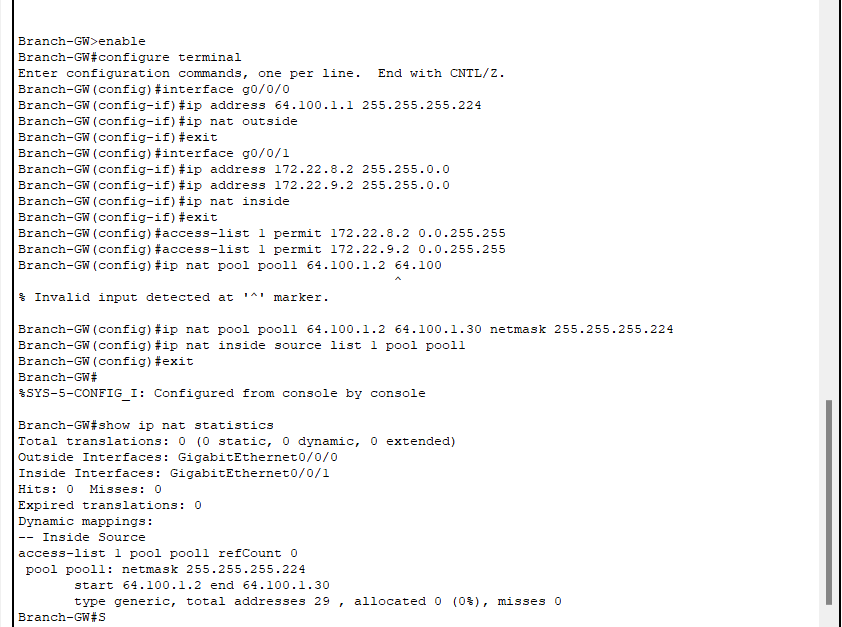 Branch-GW>enable
Branch-GW#configure terminal
Enter configuration commands, one per line.  End with CNTL/Z.
Branch-GW(config)#interface g0/0/0
Branch-GW(config-if)#ip address 64.100.1.1 255.255.255.224
Branch-GW(config-if)#ip nat outside
Branch-GW(config-if)#exit
Branch-GW(config)#interface g0/0/1
Branch-GW(config-if)#ip address 172.22.8.2 255.255.0.0
Branch-GW(config-if)#ip address 172.22.9.2 255.255.0.0
Branch-GW(config-if)#ip nat inside
Branch-GW(config-if)#exit
Branch-GW(config)#access-list 1 permit 172.22.8.2 0.0.255.255
Branch-GW(config)#access-list 1 permit 172.22.9.2 0.0.255.255
Branch-GW(config)#ip nat pool pool1 64.100.1.2 64.100
^
% Invalid input detected at '^' marker.
Branch-GW(config)#ip nat pool pool1 64.100.1.2 64.100.1.30 netmask 255.255.255.224
Branch-GW(config)#ip nat inside source list 1 pool pool1
Branch-GW(config)#exit
Branch-GW#
%SYS-5-CONFIG_I: Configured from console by console
Branch-GW#show ip nat statistics
Total translations: 0 (0 static, 0 dynamic, 0 extended)
Outside Interfaces: GigabitEthernet0/0/0
Inside Interfaces: GigabitEthernet0/0/1
Hits: 0  Misses: 0
Expired translations: 0
Dynamic mappings:
-- Inside Source
access-list 1 pool pool1 refCount 0
pool pool1: netmask 255.255.255.224
start 64.100.1.2 end 64.100.1.30
type generic, total addresses 29 , allocated 0 (0%), misses 0
Branch-GW#S